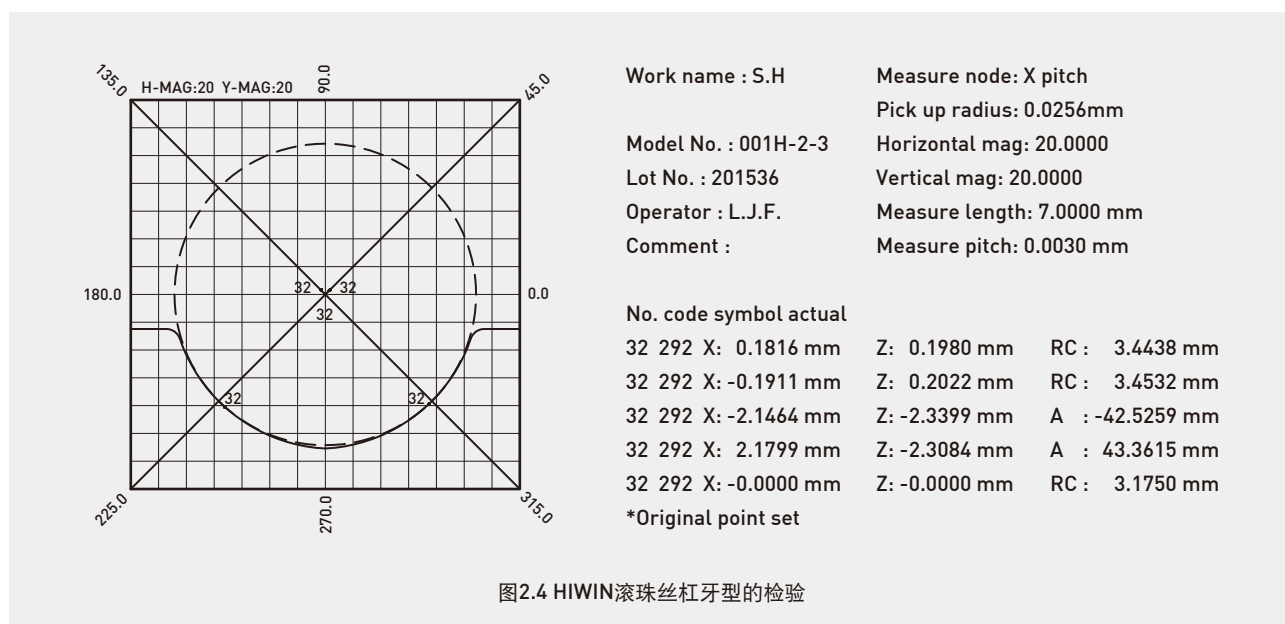 135.0
H-MAG:20 Y-MAG:20
90.0
45.0
180.0
32 32
32
0.0
32
32
225.0
270.0
315.0
Work name : S.H
Measure node: X pitch
Pick up radius: 0.0256mm
Model No. : 001H-2-3
Horizontal mag: 20.0000
Lot No. : 201536
Vertical mag: 20.0000
Operator : L.J.F.
Measure length: 7.0000 mm
Comment :
Measure pitch: 0.0030 mm
No. code symbol actual
32 292 X: 0.1816 mm Z: 0.1980 mm RC : 3.4438 mm
32 292 X: -0.1911 mm Z: 0.2022 mm RC : 3.4532 mm
32 292 X: -2.1464 mm Z: -2.3399 mm A : -42.5259 mm
32 292 X: 2.1799 mm Z: -2.3084 mm A : 43.3615 mm
32 292 X: -0.0000 mm Z: -0.0000 mm RC : 3.1750 mm
*Original point set
图2.4 HIWIN滚珠丝杠牙型的检验